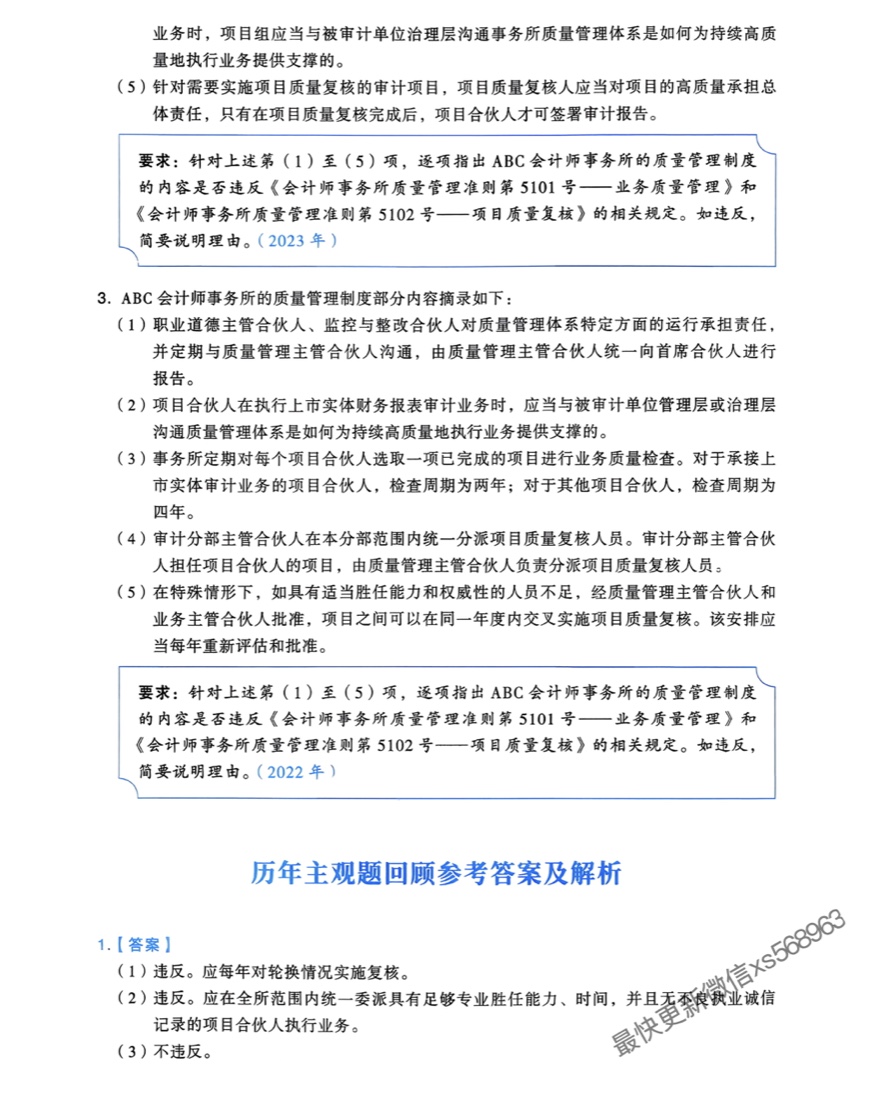 业务时，项目组应当与被审计单位治理层沟通事务所质量管理体系是如何为持续高质
量地执行业务提供支撑的。
（5）针对需要实施项目质量复核的审计项目，项目质量复核人应当对项目的高质量承担总
体责任，只有在项目质量复核完成后，项目合伙人才可签署审计报告。
要求：针对上述第（1）至（5）项，逐项指出 ABC 会计师事务所的质量管理制度
的内容是否违反《会计师事务所质量管理准则第 5101 号——业务质量管理》和
《会计师事务所质量管理准则第 5102 号——项目质量复核》的相关规定。如违反，
简要说明理由。（2023 年）
3. ABC 会计师事务所的质量管理制度部分内容摘录如下：
（1）职业道德主管合伙人、监控与整改合伙人对质量管理体系特定方面的运行承担责任，
并定期与质量管理主管合伙人沟通，由质量管理主管合伙人统一向首席合伙人进行
报告。
（2）项目合伙人在执行上市实体财务报表审计业务时，应当与被审计单位管理层或治理层
沟通质量管理体系是如何为持续高质量地执行业务提供支撑的。
（3）事务所定期对每个项目合伙人选取一项已完成的项目进行业务质量检查。对于承接上
市实体审计业务的项目合伙人，检查周期为两年；对于其他项目合伙人，检查周期为
四年。
（4）审计分部主管合伙人在本分部范围内统一分派项目质量复核人员。审计分部主管合伙
人担任项目合伙人的项目，由质量管理主管合伙人负责分派项目质量复核人员。
（5）在特殊情形下，如具有适当胜任能力和权威性的人员不足，经质量管理主管合伙人和
业务主管合伙人批准，项目之间可以在同一年度内交叉实施项目质量复核。该安排应
当每年重新评估和批准。
要求：针对上述第（1）至（5）项，逐项指出 ABC 会计师事务所的质量管理制度
的内容是否违反《会计师事务所质量管理准则第 5101 号——业务质量管理》和
《会计师事务所质量管理准则第 5102 号——项目质量复核》的相关规定。如违反，
简要说明理由。（2022 年）
历年主观题回顾参考答案及解析
1.【答案】
（1）违反。应每年对轮换情况实施复核。
（2）违反。应在全所范围内统一委派具有足够专业胜任能力、时间，并且无不良执业诚信
记录的项目合伙人执行业务。
（3）不违反。
最快更新微信xs568963